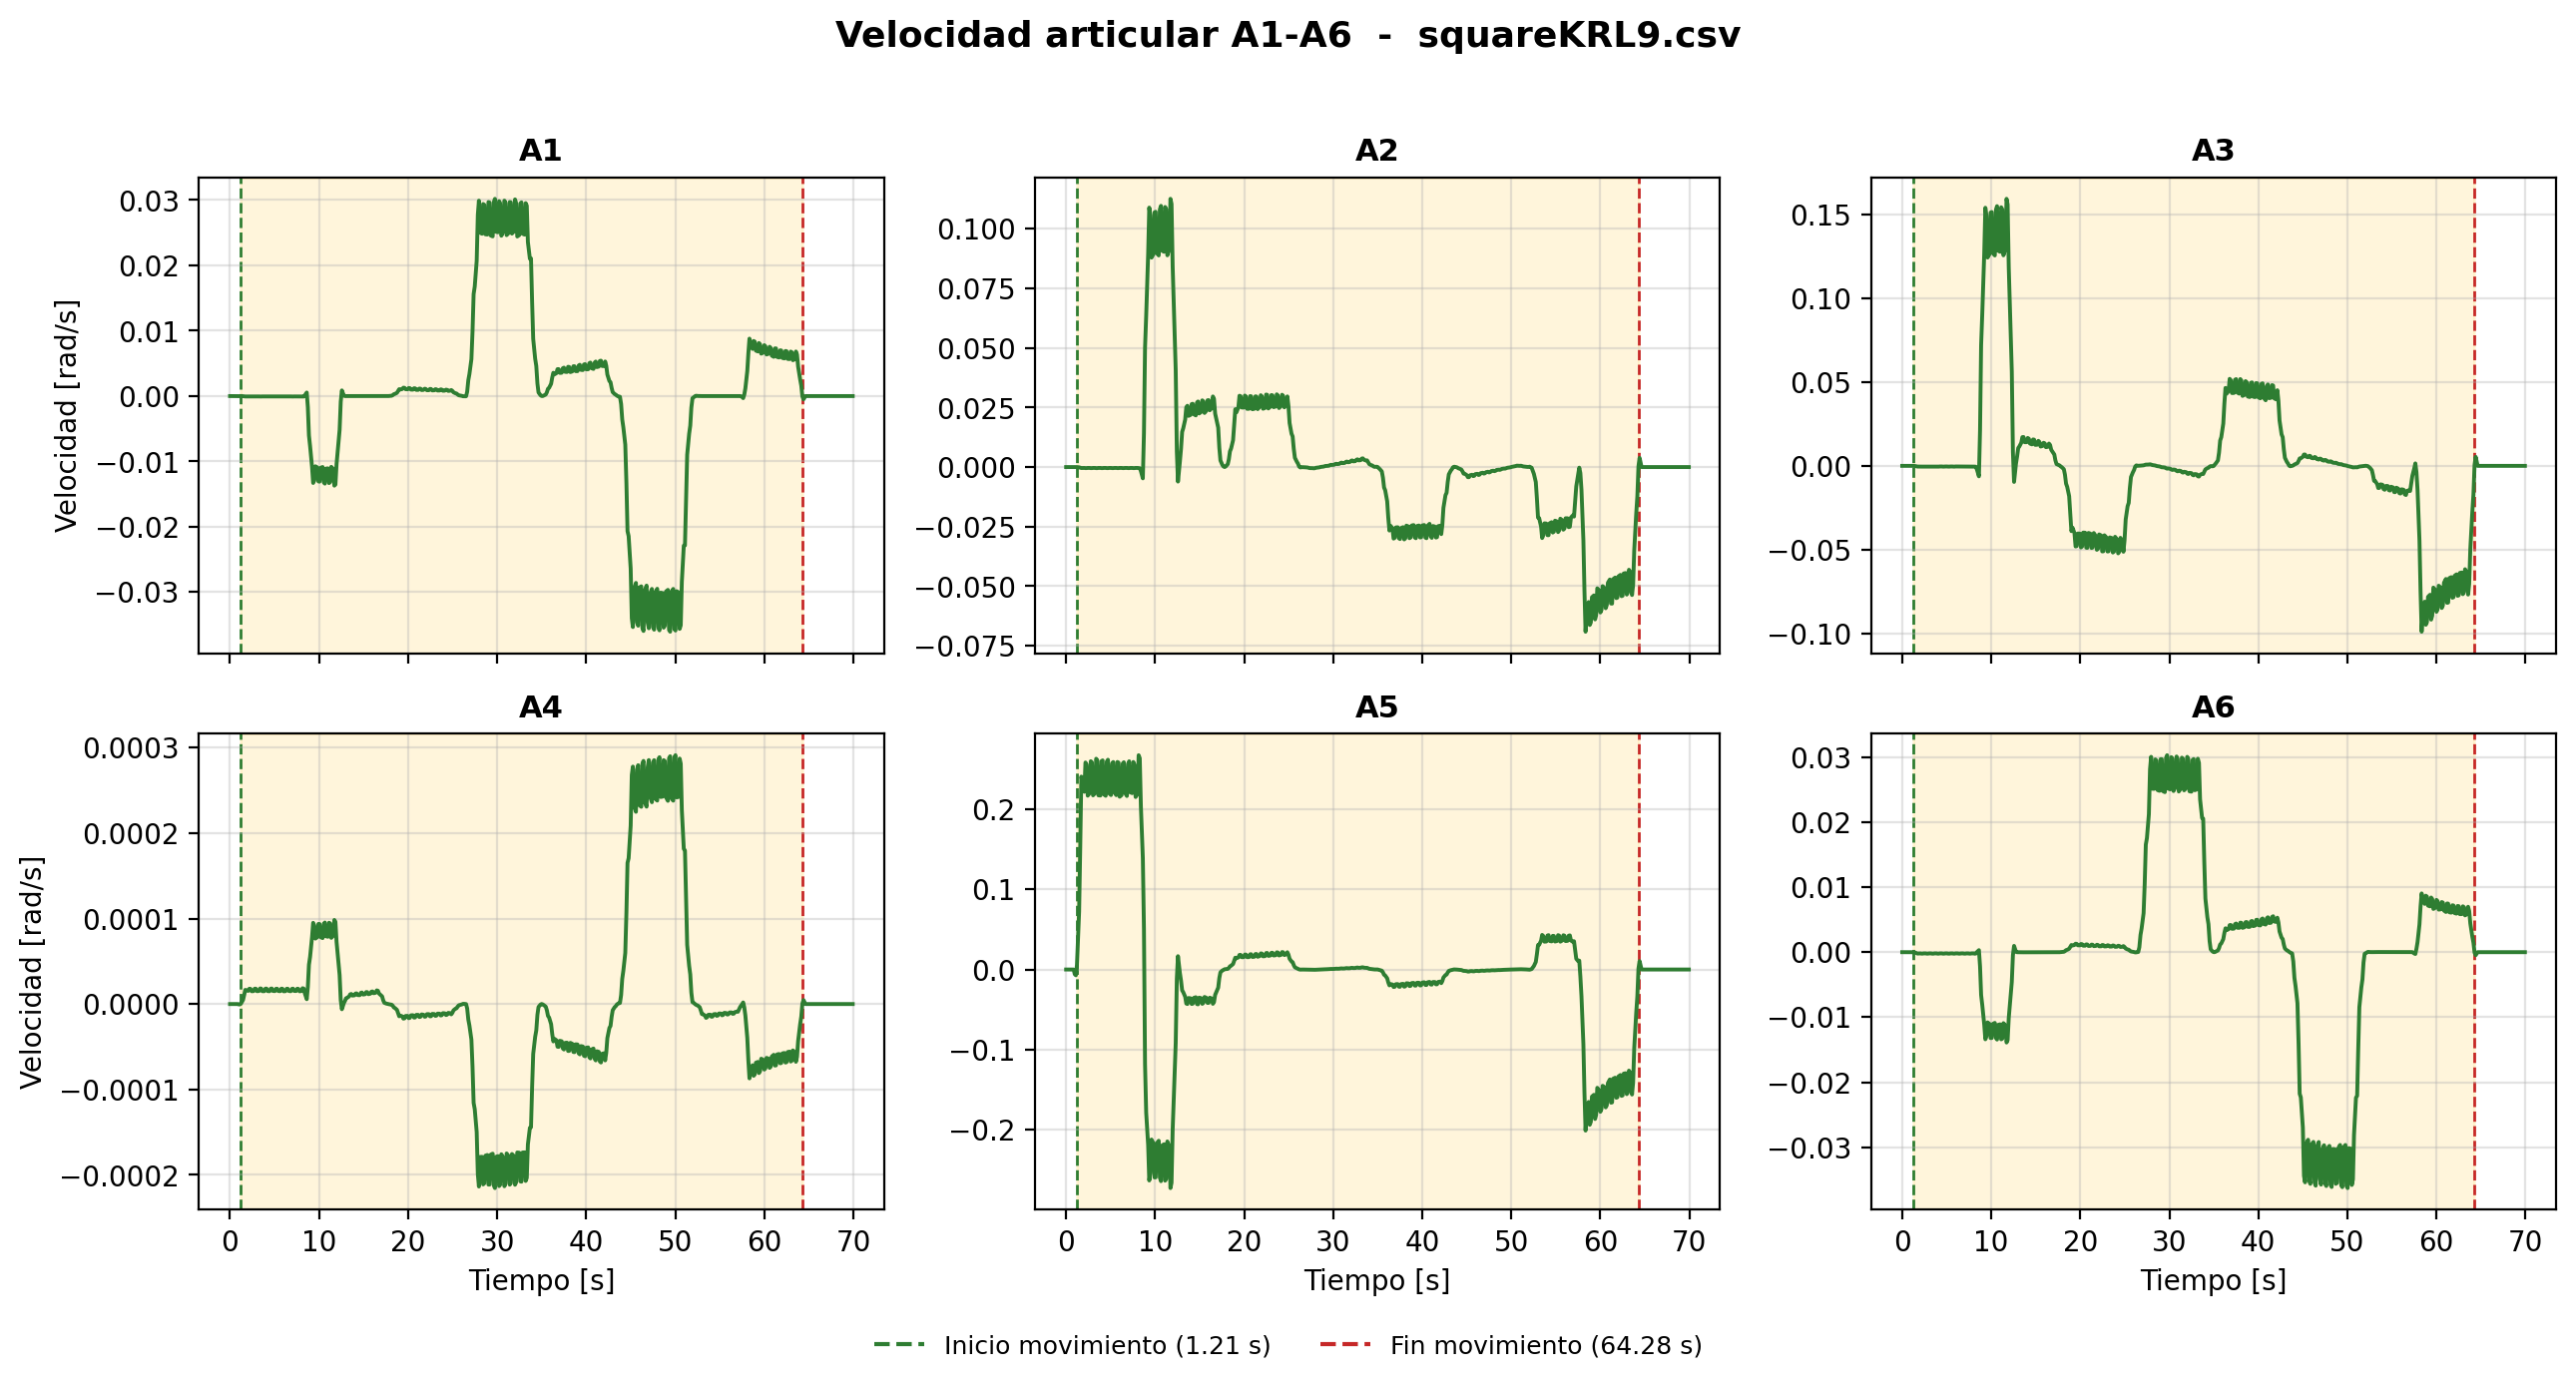 Velocidad articular A1-A6  -  squareKRL9.csv
A1
A2
A3
Velocidad [rad/s]
0.03
0.02
0.01
0.00
−0.01
−0.02
−0.03
0.100
0.075
0.050
0.025
0.000
−0.025
−0.050
−0.075
0.15
0.10
0.05
0.00
−0.05
−0.10
A4
A5
A6
Velocidad [rad/s]
0.0003
0.0002
0.0001
0.0000
−0.0001
−0.0002
0.2
0.1
0.0
−0.1
−0.2
0.03
0.02
0.01
0.00
−0.01
−0.02
−0.03
0 10 20 30 40 50 60 70
0 10 20 30 40 50 60 70
0 10 20 30 40 50 60 70
Tiempo [s]
Tiempo [s]
Tiempo [s]
Inicio movimiento (1.21 s)
Fin movimiento (64.28 s)